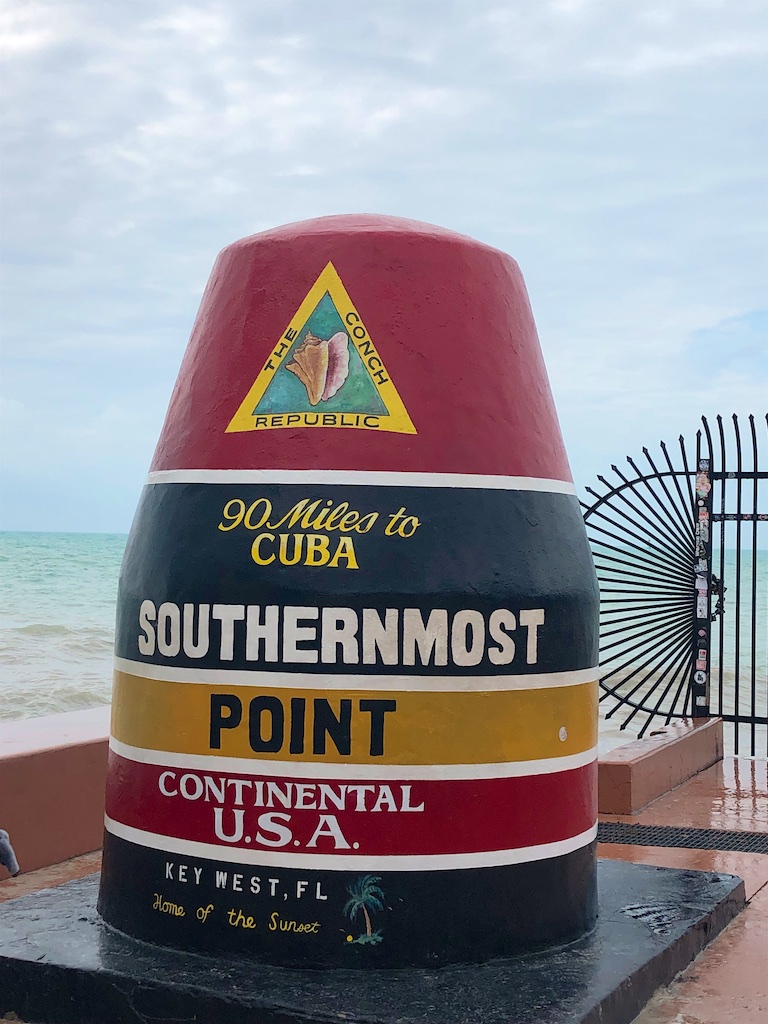 THE CONCH
REPUBLIC
90 Miles to
CUBA
SOUTHERNMOST
POINT
CONTINENTAL
U.S.A.
KEY WEST, FL
Home of the Sunset